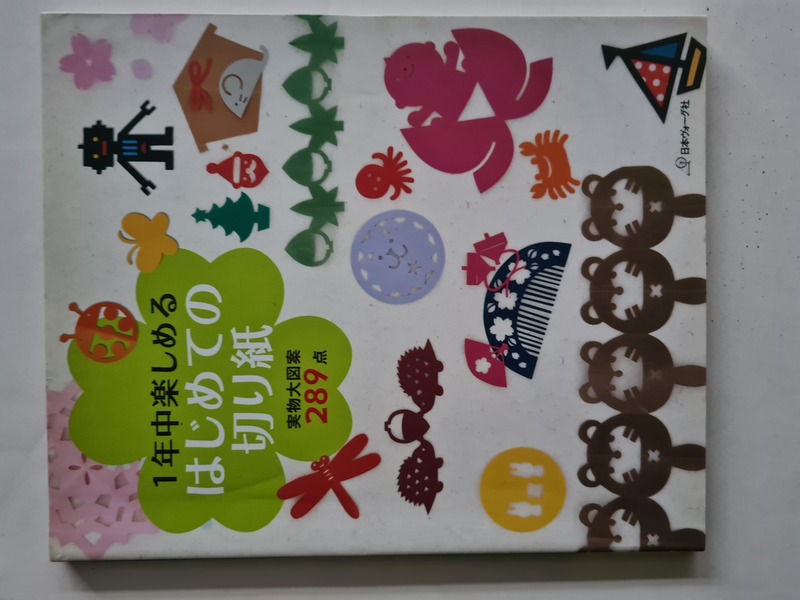 1年中楽しめる
はじめての
切り紙
実物大図案
289点
日本ヴォーグ社